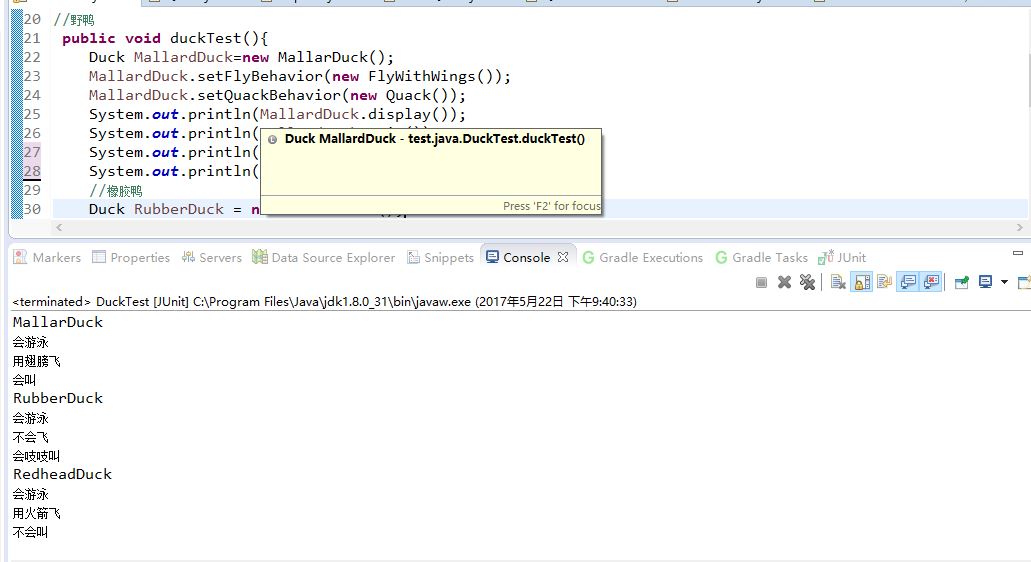 20 //野鸭
21 public void duckTest(){
22 Duck MallardDuck=new MallarDuck();
23 MallardDuck.setFlyBehavior(new FlyWithWings());
24 MallardDuck.setQuackBehavior(new Quack());
25 System.out.println(MallardDuck.display());
26 System.out.println(
27 System.out.println(
28 System.out.println(
Duck MallardDuck - test.java.DuckTest.duckTest()
Press 'F2' for focus
29 //橡胶鸭
30 Duck RubberDuck = n
Markers Properties Servers Data Source Explorer Snippets Console Gradle Executions Gradle Tasks JUnit
<terminated> DuckTest [JUnit] C:\Program Files\Java\jdk1.8.0_31\bin\javaw.exe (2017年5月22日 下午9:40:33)
MallarDuck
会游泳
用翅膀飞
会叫
RubberDuck
会游泳
不会飞
会吱吱叫
RedheadDuck
会游泳
用火箭飞
不会叫